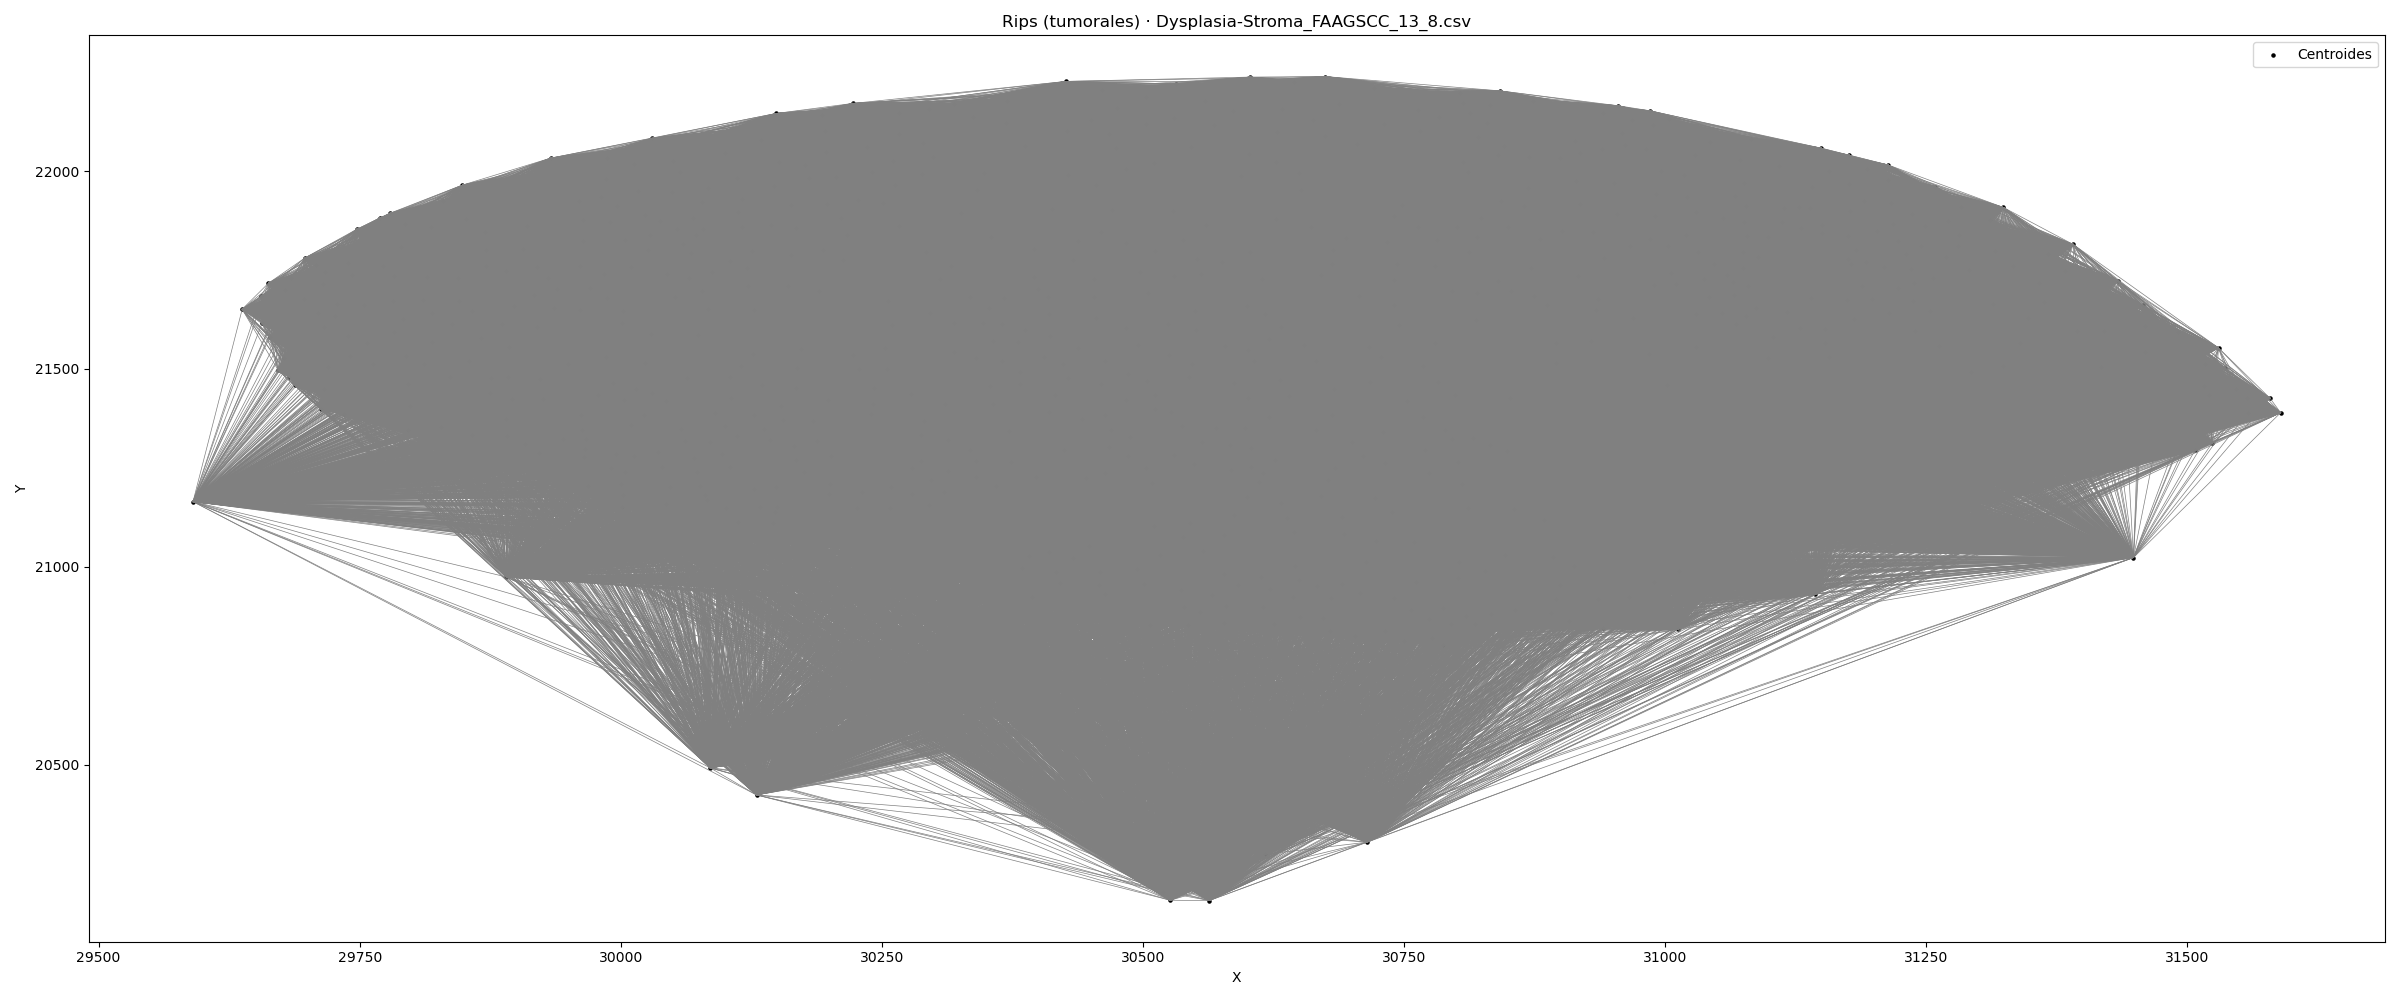 Rips (tumorales) · Dysplasia-Stroma_FAAGSCC_13_8.csv
Centroides
22000
21500
Y
21000
20500
29500 29750 30000 30250 30500 30750 31000 31250 31500
X